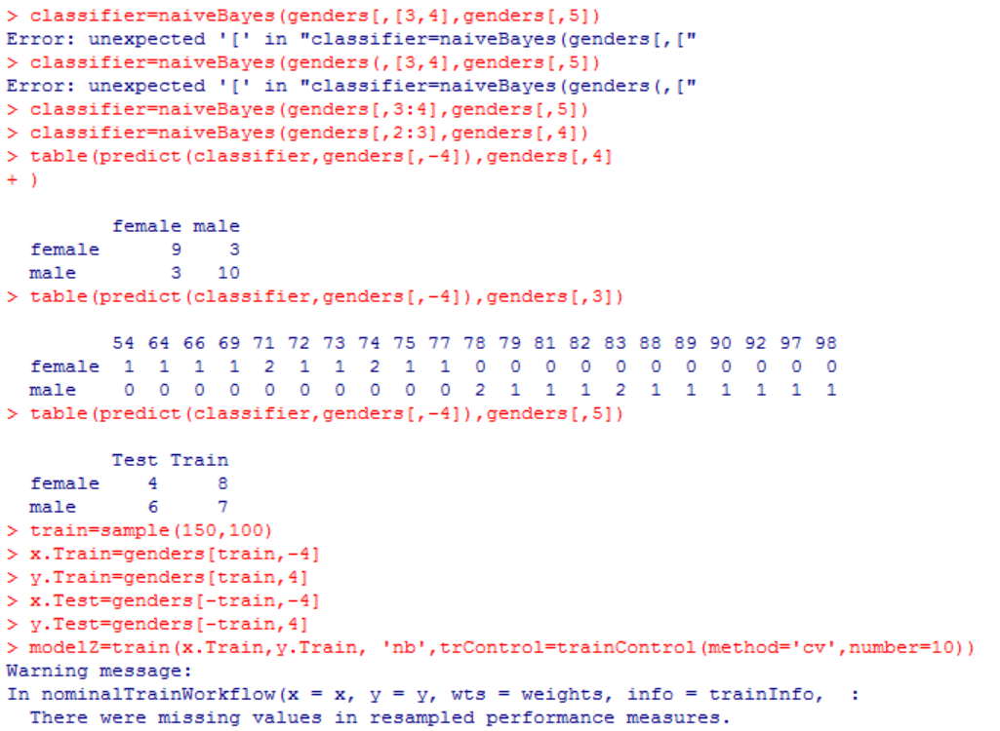 > classifier=naiveBayes(genders[,[3,4],genders[,5])
Error: unexpected '[' in "classifier=naiveBayes(genders[,["
> classifier=naiveBayes(genders(,[3,4],genders[,5])
Error: unexpected '[' in "classifier=naiveBayes(genders(,["
> classifier=naiveBayes(genders[,3:4],genders[,5])
> classifier=naiveBayes(genders[,2:3],genders[,4])
> table(predict(classifier,genders[,-4]),genders[,4]
+ )
female male
female 9 3
male 3 10
> table(predict(classifier,genders[,-4]),genders[,3])
54 64 66 69 71 72 73 74 75 77 78 79 81 82 83 88 89 90 92 97 98
female 1 1 1 1 2 1 1 2 1 1 0 0 0 0 0 0 0 0 0 0 0
male 0 0 0 0 0 0 0 0 0 0 2 1 1 1 2 1 1 1 1 1 1
> table(predict(classifier,genders[,-4]),genders[,5])
Test Train
female 4 8
male 6 7
> train=sample(150,100)
> x.Train=genders[train,-4]
> y.Train=genders[train,4]
> x.Test=genders[-train,-4]
> y.Test=genders[-train,4]
> modelZ=train(x.Train,y.Train, 'nb',trControl=trainControl(method='cv',number=10))
Warning message:
In nominalTrainWorkflow(x = x, y = y, wts = weights, info = trainInfo, :
There were missing values in resampled performance measures.